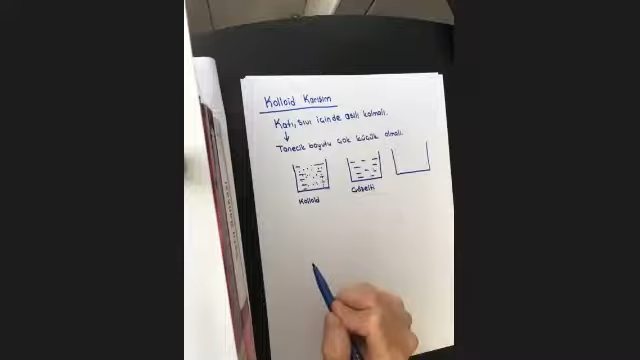 Kolloid Karışım
Katı, sıvı içinde asılı kalmalı.
Tanecik boyutu çok küçük olmalı.
Kolloid
Çözelti